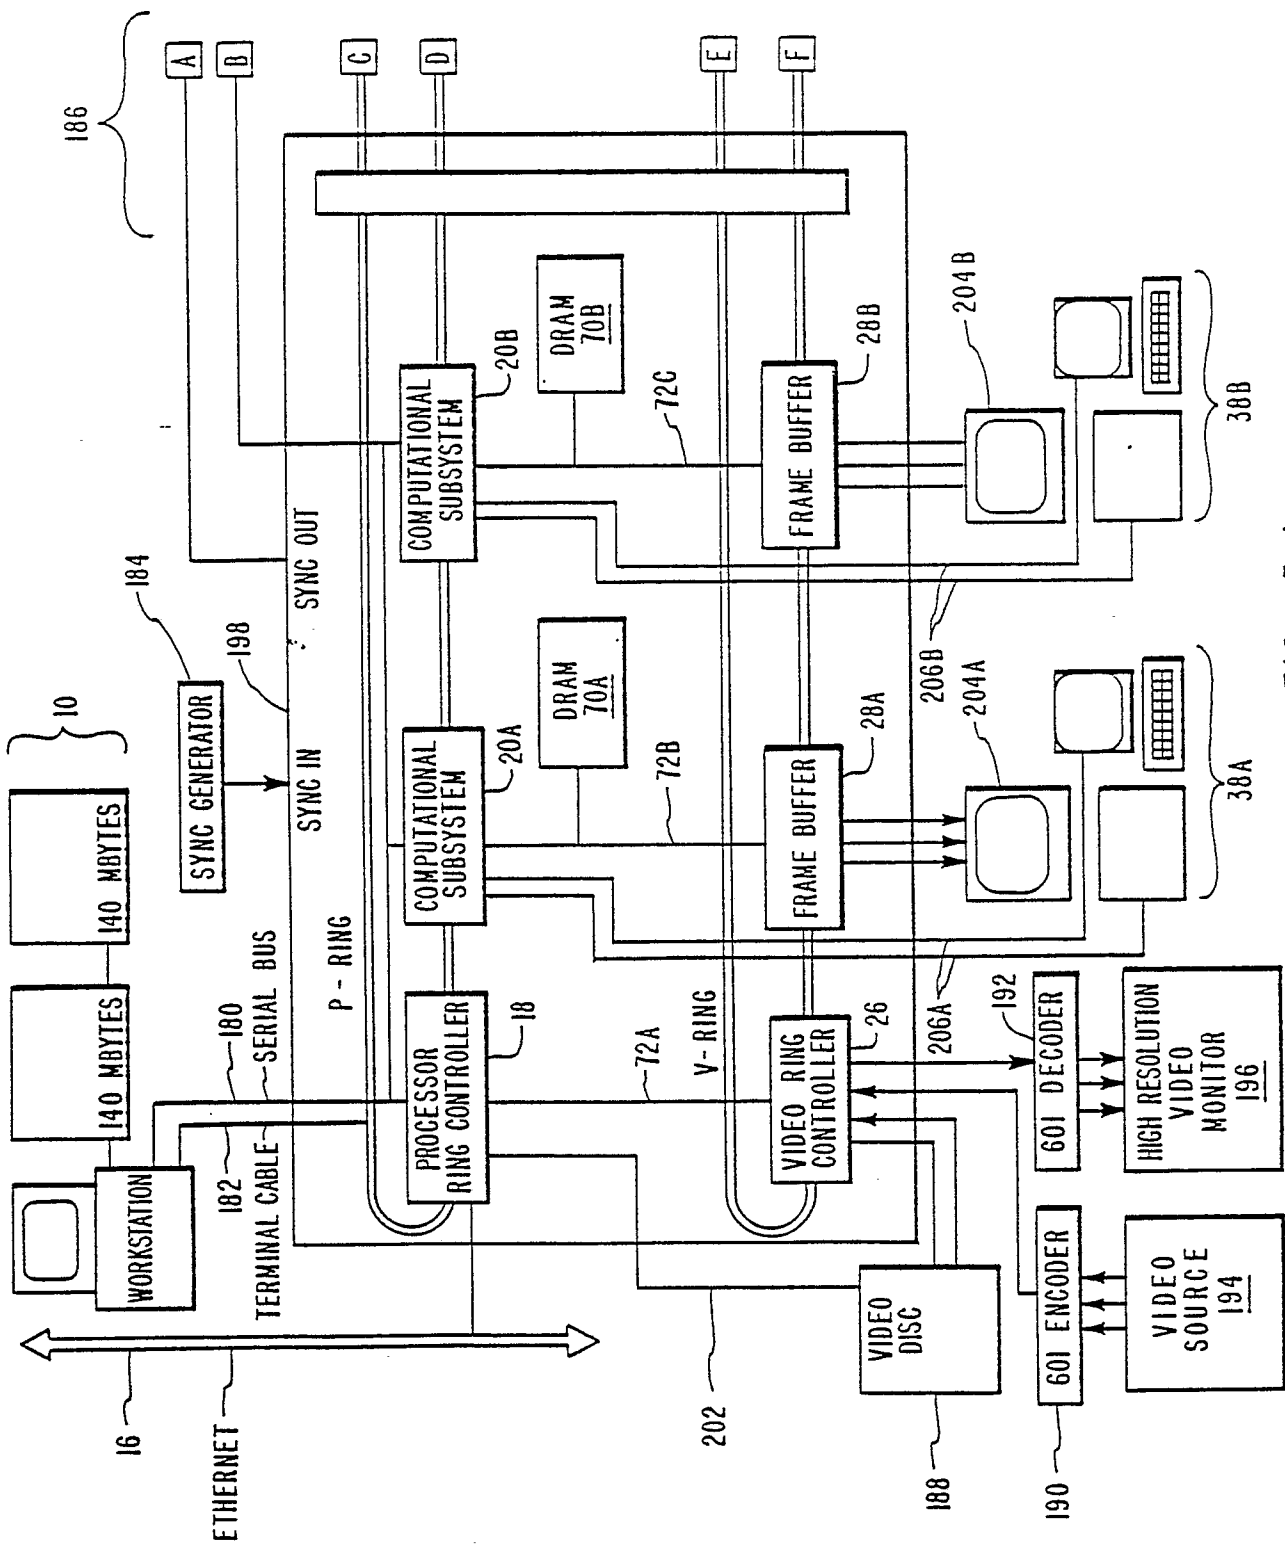 10
140 MBYTES
140 MBYTES
WORKSTATION
16
ETHERNET
182
TERMINAL CABLE
180
SERIAL BUS
SYNC GENERATOR
184
198
SYNC IN
SYNC OUT
186
A
B
C
D
E
F
P - RING
PROCESSOR
RING CONTROLLER
18
COMPUTATIONAL
SUBSYSTEM
20A
COMPUTATIONAL
SUBSYSTEM
20B
DRAM
70A
DRAM
70B
72A
72B
72C
V - RING
VIDEO RING
CONTROLLER
26
FRAME BUFFER
28A
FRAME BUFFER
28B
202
VIDEO
DISC
188
206A
204A
206B
204B
190
601 ENCODER
192
601 DECODER
VIDEO
SOURCE
194
HIGH RESOLUTION
VIDEO
MONITOR
196
38A
38B